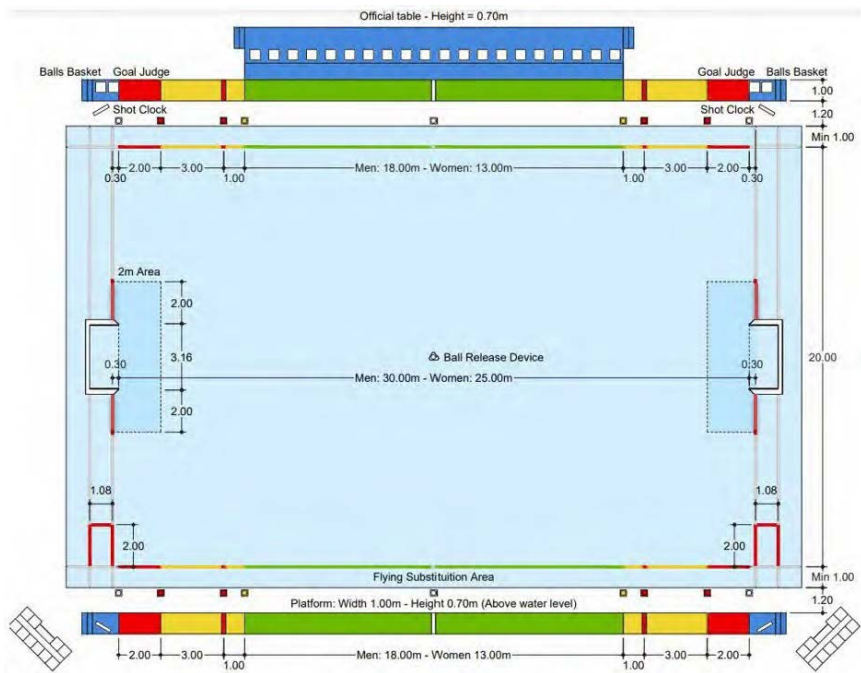 Official table - Height = 0.70m
Balls Basket
Goal Judge
Goal Judge
Balls Basket
1.00
Shot Clock
Shot Clock
1.20
Min 1.00
2.00
3.00
Men: 18.00m - Women: 13.00m
3.00
2.00
0.30
1.00
1.00
0.30
2m Area
2.00
3.16
Ball Release Device
0.30
0.30
20.00
Men: 30.00m - Women: 25.00m
2.00
1.08
1.08
2.00
2.00
Flying Substituition Area
Min 1.00
Platform: Width 1.00m - Height 0.70m (Above water level)
1.20
2.00
3.00
Men: 18.00m - Women 13.00m
3.00
2.00
1.00
1.00